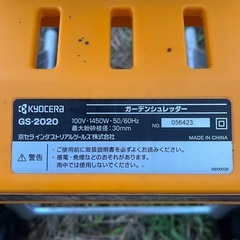 KYOCERA
GS-2020
ガーデンシュレッダー
100V・1450W・50/60Hz
最大粉砕枝径:30mm
京セラ インダストリアルツールズ株式会社
NO 056423
MADE IN CHINA
警告
・使用前に取扱説明書をよくお読みください。
・感電・発火などのおそれがありますので、
雨中で使用しないでください。